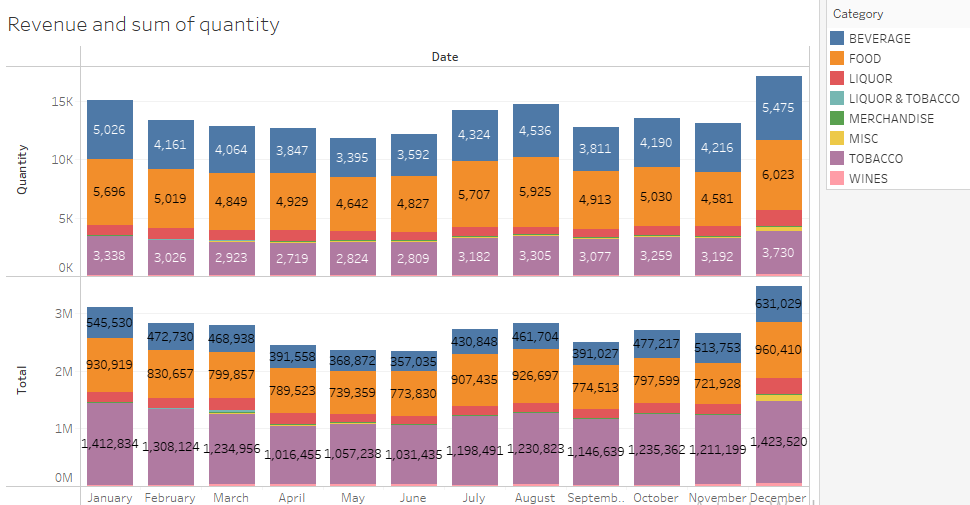 Revenue and sum of quantity
Date
Category
BEVERAGE
FOOD
LIQUOR
LIQUOR & TOBACCO
MERCHANDISE
MISC
TOBACCO
WINES
Quantity
15K
10K
5K
0K
5,026 4,161 4,064 3,847 3,395 3,592 4,324 4,536 3,811 4,190 4,216 5,475
5,696 5,019 4,849 4,929 4,642 4,827 5,707 5,925 4,913 5,030 4,581 6,023
3,338 3,026 2,923 2,719 2,824 2,809 3,182 3,305 3,077 3,259 3,192 3,730
Total
3M
2M
1M
0M
545,530 472,730 468,938 391,558 368,872 357,035 430,848 461,704 391,027 477,217 513,753 631,029
930,919 830,657 799,857 789,523 739,359 773,830 907,435 926,697 774,513 797,599 721,928 960,410
1,412,834 1,308,124 1,234,956 1,016,455 1,057,238 1,031,435 1,198,491 1,230,823 1,146,639 1,235,362 1,211,199 1,423,520
January February March April May June July August Septemb.. October November December